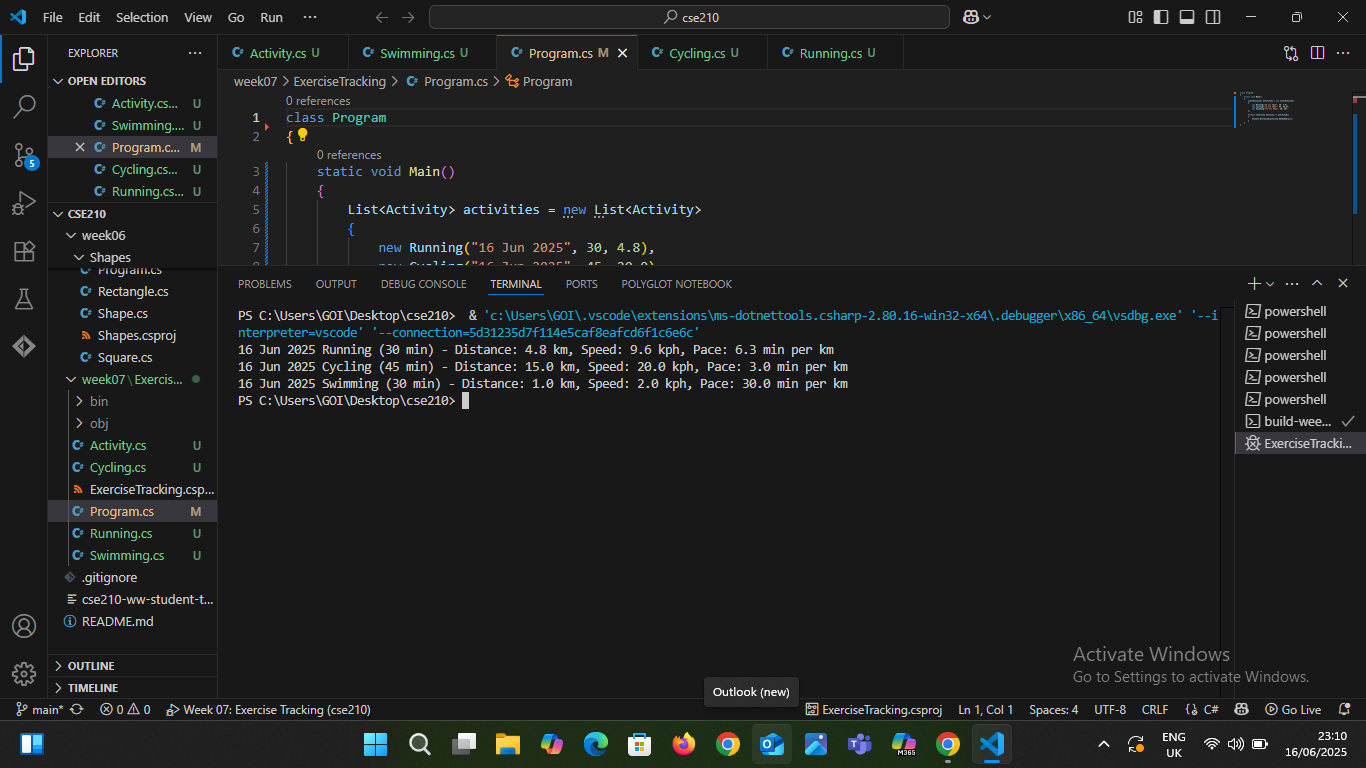 File Edit Selection View Go Run ···
cse210
EXPLORER ···
OPEN EDITORS
C# Activity.cs... U
C# Swimming.... U
C# Program.c... M
C# Cycling.cs... U
C# Running.cs... U
CSE210
week06
Shapes
C# Program.cs
C# Rectangle.cs
C# Shape.cs
Shapes.csproj
C# Square.cs
week07 \ Exercis...
bin
obj
C# Activity.cs U
C# Cycling.cs U
ExerciseTracking.csp...
C# Program.cs M
C# Running.cs U
C# Swimming.cs U
.gitignore
cse210-ww-student-t...
README.md
OUTLINE
TIMELINE
5
C# Activity.cs U
C# Swimming.cs U
C# Program.cs M
C# Cycling.cs U
C# Running.cs U
week07 > ExerciseTracking > C# Program.cs > Program
0 references
1 class Program
2 {
0 references
3 static void Main()
4 {
5 List<Activity> activities = new List<Activity>
6 {
7 new Running("16 Jun 2025", 30, 4.8),
8 new Cycling("16 Jun 2025", 45, 20.0),
PROBLEMS OUTPUT DEBUG CONSOLE TERMINAL PORTS POLYGLOT NOTEBOOK
PS C:\Users\GOI\Desktop\cse210> & 'c:\Users\GOI\.vscode\extensions\ms-dotnettools.csharp-2.80.16-win32-x64\.debugger\x86_64\vsdbg.exe' '--i
nterpreter=vscode' '--connection=5d31235d7f114e5caf8eafcd6f1c6e6c'
16 Jun 2025 Running (30 min) - Distance: 4.8 km, Speed: 9.6 kph, Pace: 6.3 min per km
16 Jun 2025 Cycling (45 min) - Distance: 15.0 km, Speed: 20.0 kph, Pace: 3.0 min per km
16 Jun 2025 Swimming (30 min) - Distance: 1.0 km, Speed: 2.0 kph, Pace: 30.0 min per km
PS C:\Users\GOI\Desktop\cse210>
powershell
powershell
powershell
powershell
powershell
build-wee...
ExerciseTracki...
Activate Windows
Go to Settings to activate Windows.
Outlook (new)
main* 0 0 Week 07: Exercise Tracking (cse210)
ExerciseTracking.csproj Ln 1, Col 1 Spaces: 4 UTF-8 CRLF {} C# Go Live
M365
ENG
UK
23:10
16/06/2025